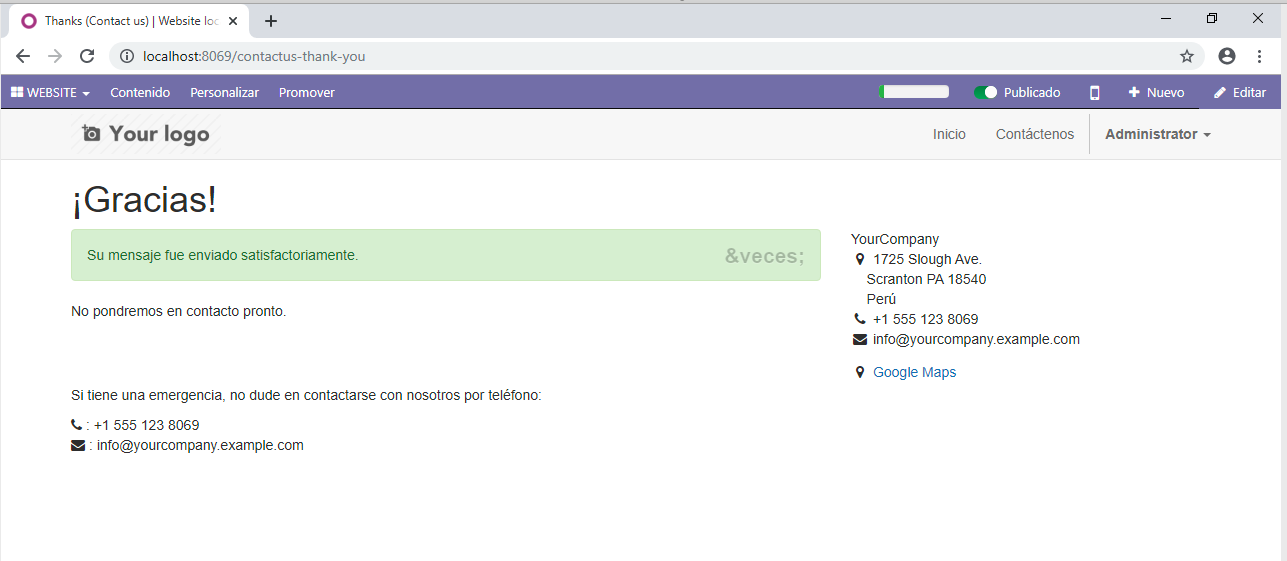 Thanks (Contact us) | Website loc
localhost:8069/contactus-thank-you
WEBSITE Contenido Personalizar Promover Publicado Nuevo Editar
Your logo Inicio Contáctenos Administrator
¡Gracias!
Su mensaje fue enviado satisfactoriamente. &veces;
No pondremos en contacto pronto.
Si tiene una emergencia, no dude en contactarse con nosotros por teléfono:
: +1 555 123 8069
: info@yourcompany.example.com
YourCompany
1725 Slough Ave.
Scranton PA 18540
Perú
+1 555 123 8069
info@yourcompany.example.com
Google Maps